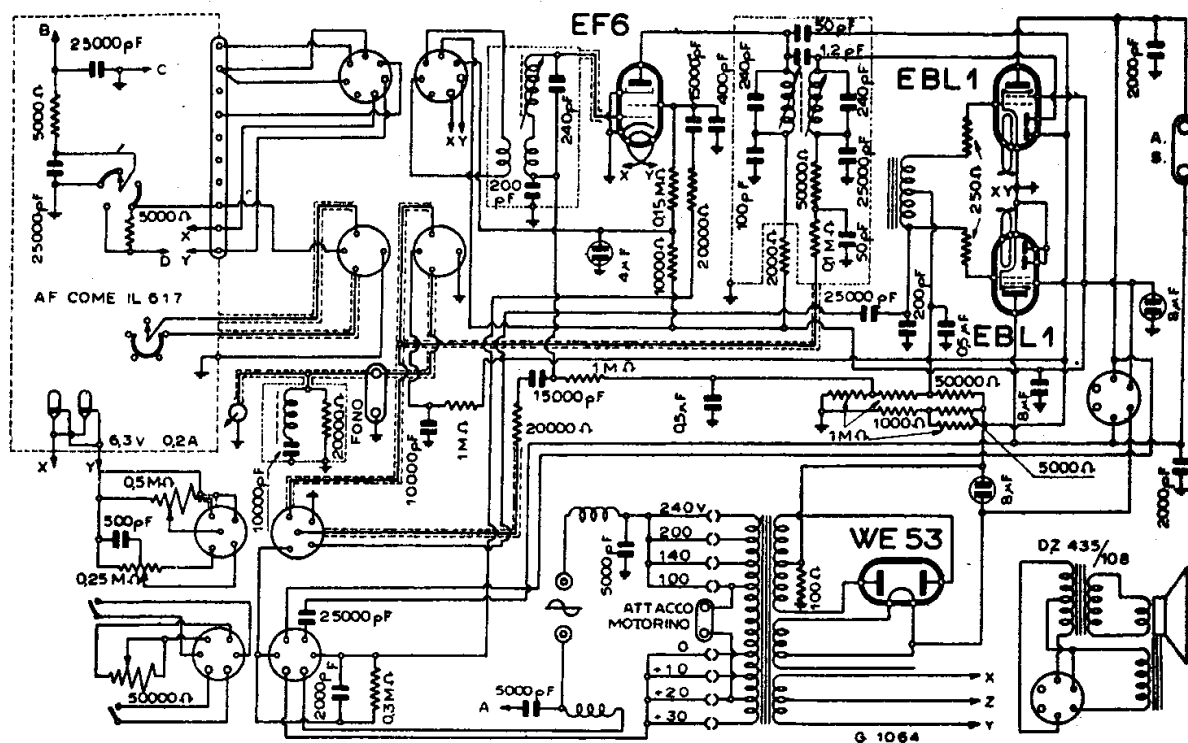 B
25000pF
C
5000Ω
25000pF
5000Ω
X
D
Y
AF COME IL 617
6,3V 0,2A
X
Y
0,5MΩ
500pF
0,25MΩ
50000Ω
X Y
240pF
200 pF
EF6
X
Y
15000pF
400pF
0,15MΩ
20000Ω
10000Ω
4µF
50pF
1,2pF
240pF
240pF
100pF
50000Ω
25000pF
2000Ω
0,1MΩ
50pF
25000pF
200pF
0,5µF
EBL1
250Ω
X Y
EBL1
2000pF
A.
8µF
8µF
FONO
20000Ω
10000pF
10000pF
1MΩ
15000pF
1MΩ
20000Ω
0,5µF
50000Ω
1000Ω
1MΩ
5000Ω
8µF
2000pF
240V
200
140
100
ATTACCO
MOTORINO
0
+10
+20
+30
5000pF
5000pF
A
25000pF
2000pF
0,3MΩ
100Ω
WE 53
X
Z
Y
G 1064
DZ 435/108